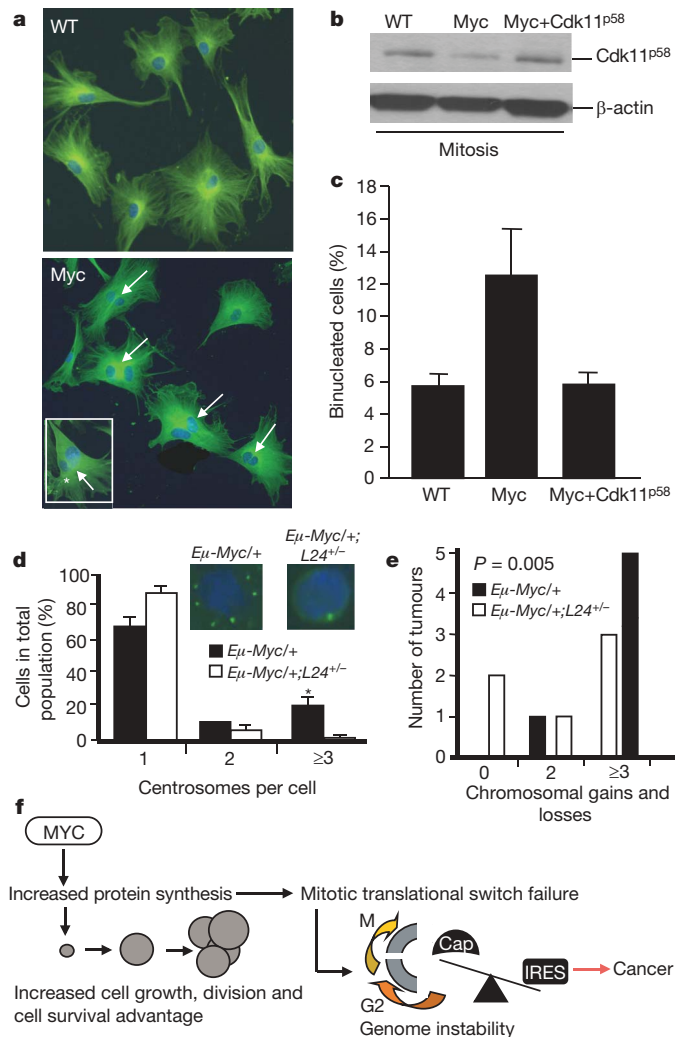 a
WT
Myc
*
b
WT Myc Myc+Cdk11p58
Cdk11p58
β-actin
Mitosis
c
Binucleated cells (%)
18
16
14
12
10
8
6
4
2
0
WT Myc Myc+Cdk11p58
d
Eμ-Myc/+ Eμ-Myc/+;
L24+/–
Cells in total
population (%)
100
80
60
40
20
0
Eμ-Myc/+
Eμ-Myc/+;L24+/–
*
1 2 ≥3
Centrosomes per cell
e
P = 0.005
Eμ-Myc/+
Eμ-Myc/+;L24+/–
Number of tumours
5
4
3
2
1
0
0 2 ≥3
Chromosomal gains and
losses
f
MYC
Increased protein synthesis
Mitotic translational switch failure
M
Cap
IRES
Cancer
G2
Increased cell growth, division and
cell survival advantage
Genome instability